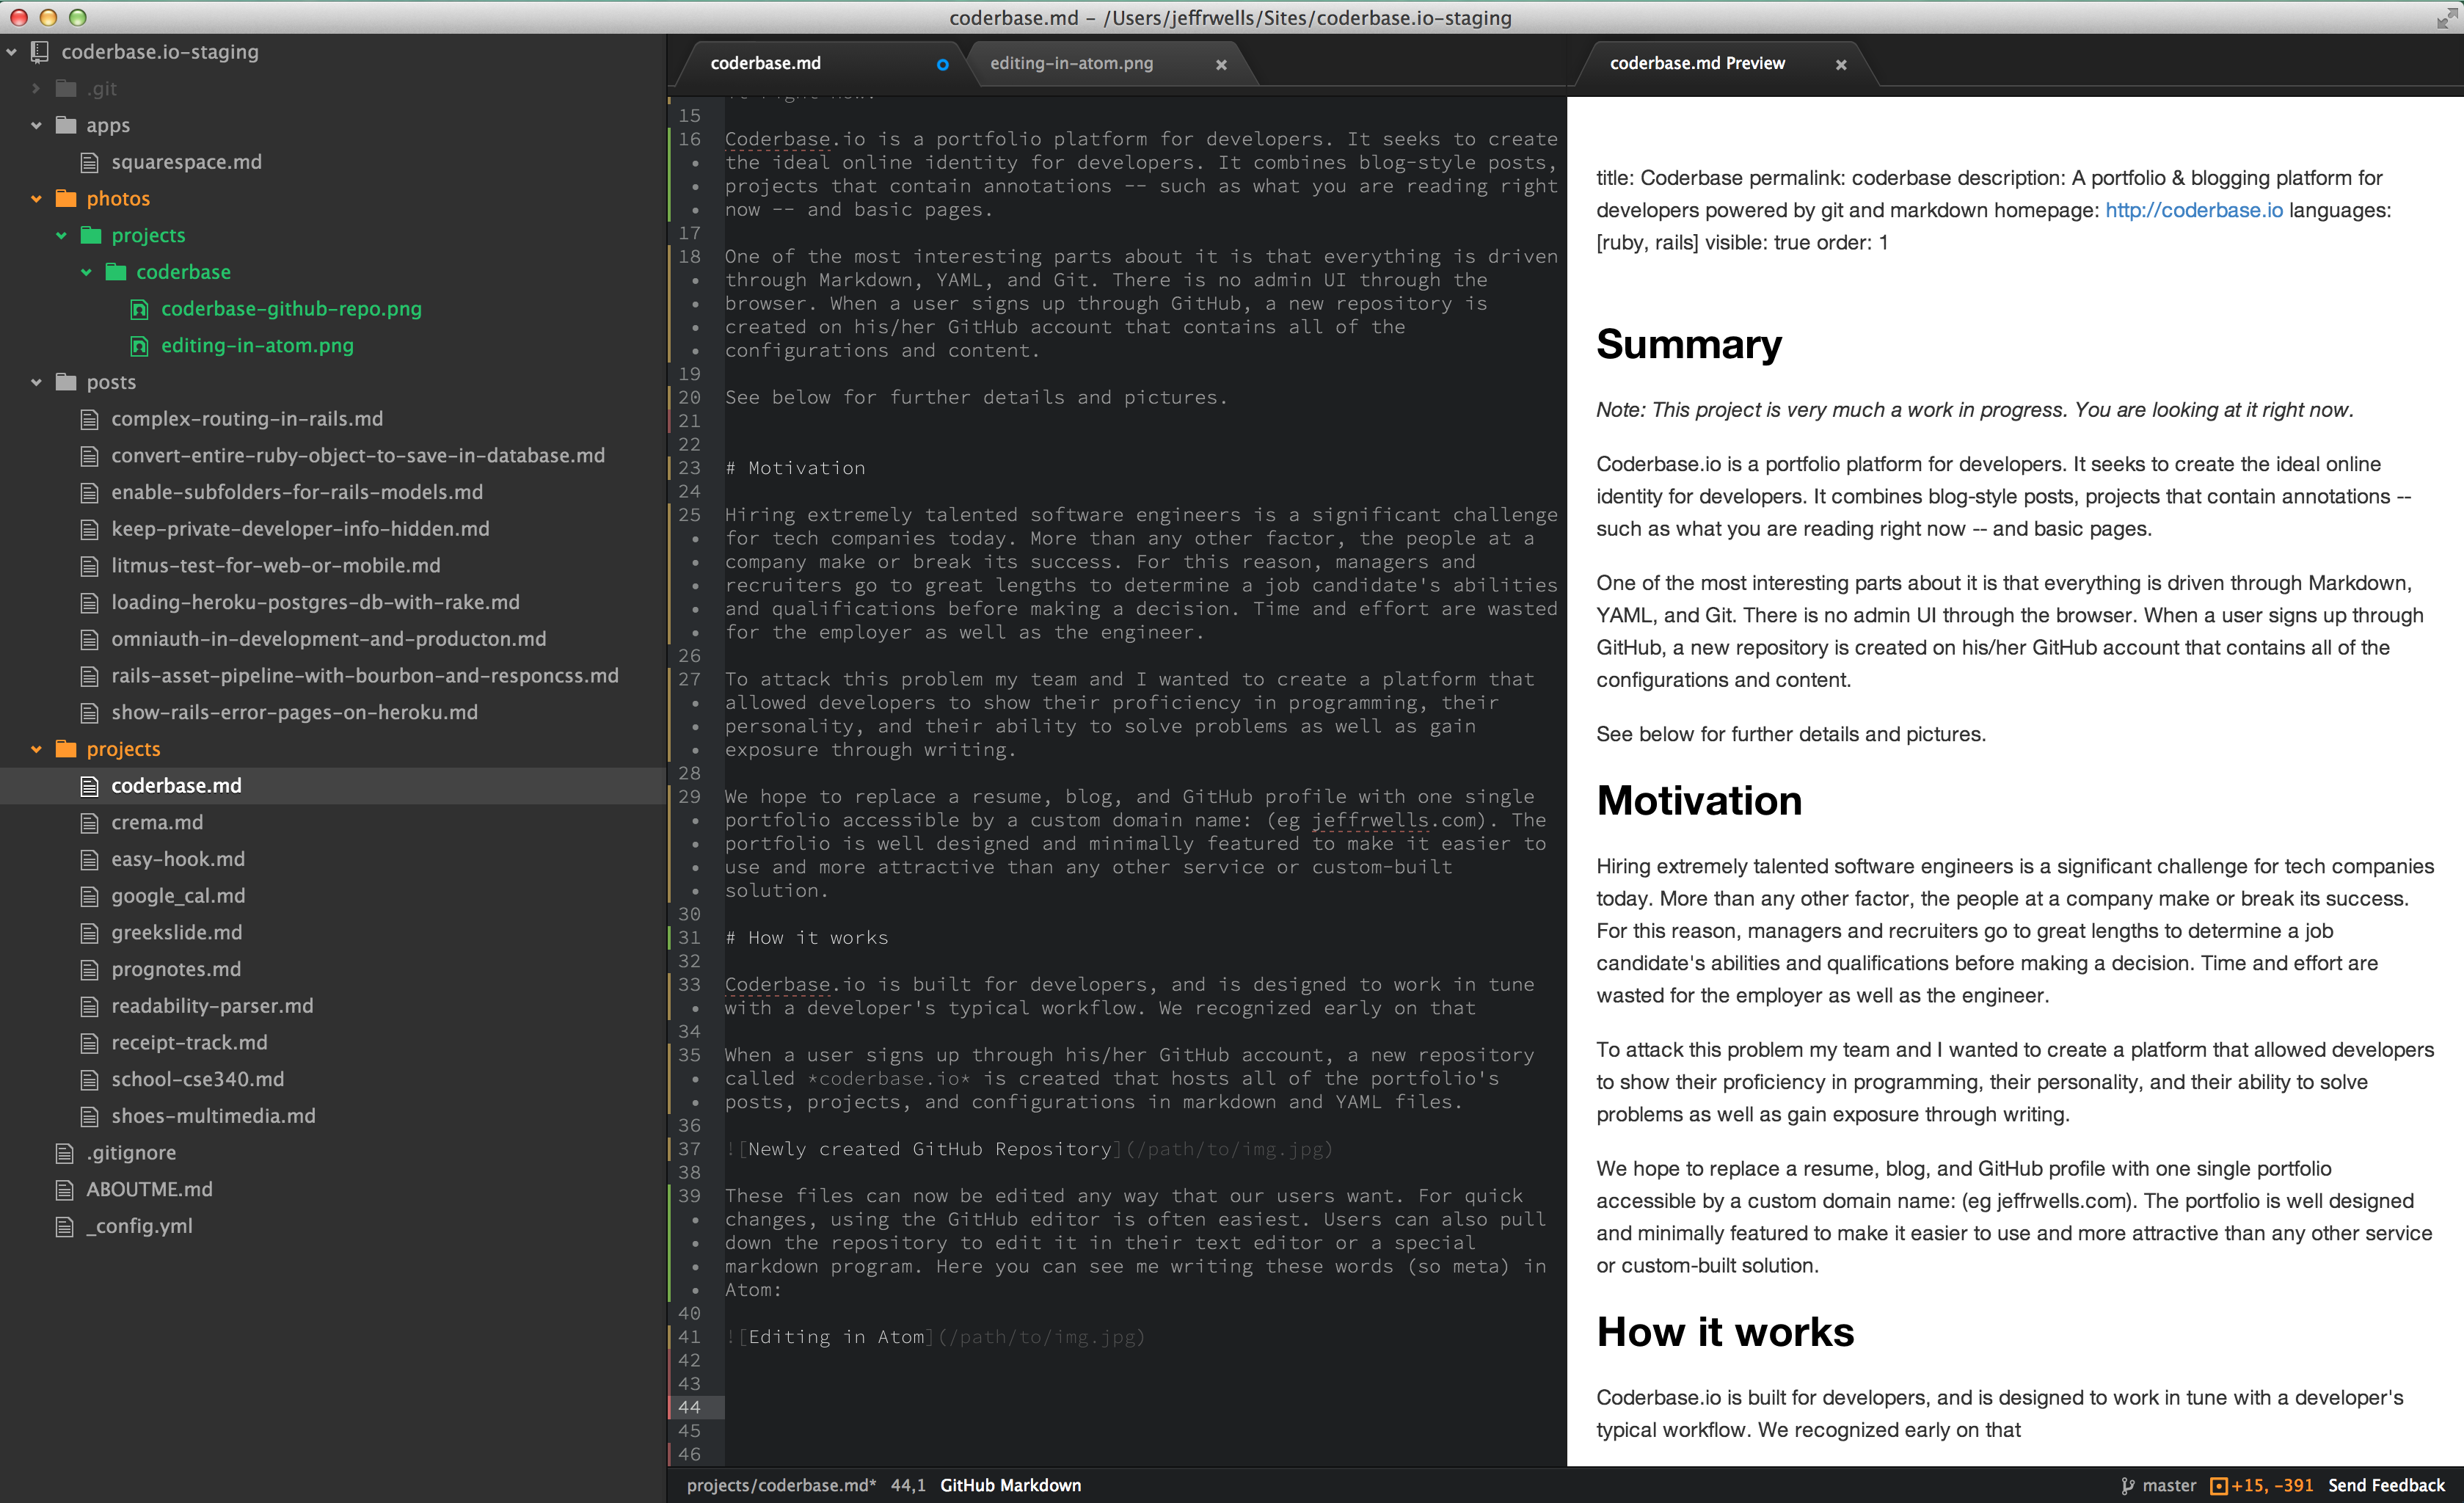 coderbase.md – /Users/jeffrwells/Sites/coderbase.io-staging
coderbase.io-staging
.git
apps
squarespace.md
photos
projects
coderbase
coderbase-github-repo.png
editing-in-atom.png
posts
complex-routing-in-rails.md
convert-entire-ruby-object-to-save-in-database.md
enable-subfolders-for-rails-models.md
keep-private-developer-info-hidden.md
litmus-test-for-web-or-mobile.md
loading-heroku-postgres-db-with-rake.md
omniauth-in-development-and-producton.md
rails-asset-pipeline-with-bourbon-and-responcss.md
show-rails-error-pages-on-heroku.md
projects
coderbase.md
crema.md
easy-hook.md
google_cal.md
greekslide.md
prognotes.md
readability-parser.md
receipt-track.md
school-cse340.md
shoes-multimedia.md
.gitignore
ABOUTME.md
_config.yml
coderbase.md
editing-in-atom.png
15
16 Coderbase.io is a portfolio platform for developers. It seeks to create
the ideal online identity for developers. It combines blog-style posts,
projects that contain annotations -- such as what you are reading right
now -- and basic pages.
17
18 One of the most interesting parts about it is that everything is driven
through Markdown, YAML, and Git. There is no admin UI through the
browser. When a user signs up through GitHub, a new repository is
created on his/her GitHub account that contains all of the
configurations and content.
19
20 See below for further details and pictures.
21
22
23 # Motivation
24
25 Hiring extremely talented software engineers is a significant challenge
for tech companies today. More than any other factor, the people at a
company make or break its success. For this reason, managers and
recruiters go to great lengths to determine a job candidate's abilities
and qualifications before making a decision. Time and effort are wasted
for the employer as well as the engineer.
26
27 To attack this problem my team and I wanted to create a platform that
allowed developers to show their proficiency in programming, their
personality, and their ability to solve problems as well as gain
exposure through writing.
28
29 We hope to replace a resume, blog, and GitHub profile with one single
portfolio accessible by a custom domain name: (eg jeffrwells.com). The
portfolio is well designed and minimally featured to make it easier to
use and more attractive than any other service or custom-built
solution.
30
31 # How it works
32
33 Coderbase.io is built for developers, and is designed to work in tune
with a developer's typical workflow. We recognized early on that
34
35 When a user signs up through his/her GitHub account, a new repository
called *coderbase.io* is created that hosts all of the portfolio's
posts, projects, and configurations in markdown and YAML files.
36
37 ![Newly created GitHub Repository](/path/to/img.jpg)
38
39 These files can now be edited any way that our users want. For quick
changes, using the GitHub editor is often easiest. Users can also pull
down the repository to edit it in their text editor or a special
markdown program. Here you can see me writing these words (so meta) in
Atom:
40
41 ![Editing in Atom](/path/to/img.jpg)
42
43
44
45
46
coderbase.md Preview
title: Coderbase permalink: coderbase description: A portfolio & blogging platform for
developers powered by git and markdown homepage: http://coderbase.io languages:
[ruby, rails] visible: true order: 1
Summary
Note: This project is very much a work in progress. You are looking at it right now.
Coderbase.io is a portfolio platform for developers. It seeks to create the ideal online
identity for developers. It combines blog-style posts, projects that contain annotations --
such as what you are reading right now -- and basic pages.
One of the most interesting parts about it is that everything is driven through Markdown,
YAML, and Git. There is no admin UI through the browser. When a user signs up through
GitHub, a new repository is created on his/her GitHub account that contains all of the
configurations and content.
See below for further details and pictures.
Motivation
Hiring extremely talented software engineers is a significant challenge for tech companies
today. More than any other factor, the people at a company make or break its success.
For this reason, managers and recruiters go to great lengths to determine a job
candidate's abilities and qualifications before making a decision. Time and effort are
wasted for the employer as well as the engineer.
To attack this problem my team and I wanted to create a platform that allowed developers
to show their proficiency in programming, their personality, and their ability to solve
problems as well as gain exposure through writing.
We hope to replace a resume, blog, and GitHub profile with one single portfolio
accessible by a custom domain name: (eg jeffrwells.com). The portfolio is well designed
and minimally featured to make it easier to use and more attractive than any other service
or custom-built solution.
How it works
Coderbase.io is built for developers, and is designed to work in tune with a developer's
typical workflow. We recognized early on that
projects/coderbase.md* 44,1 GitHub Markdown
master +15, -391 Send Feedback